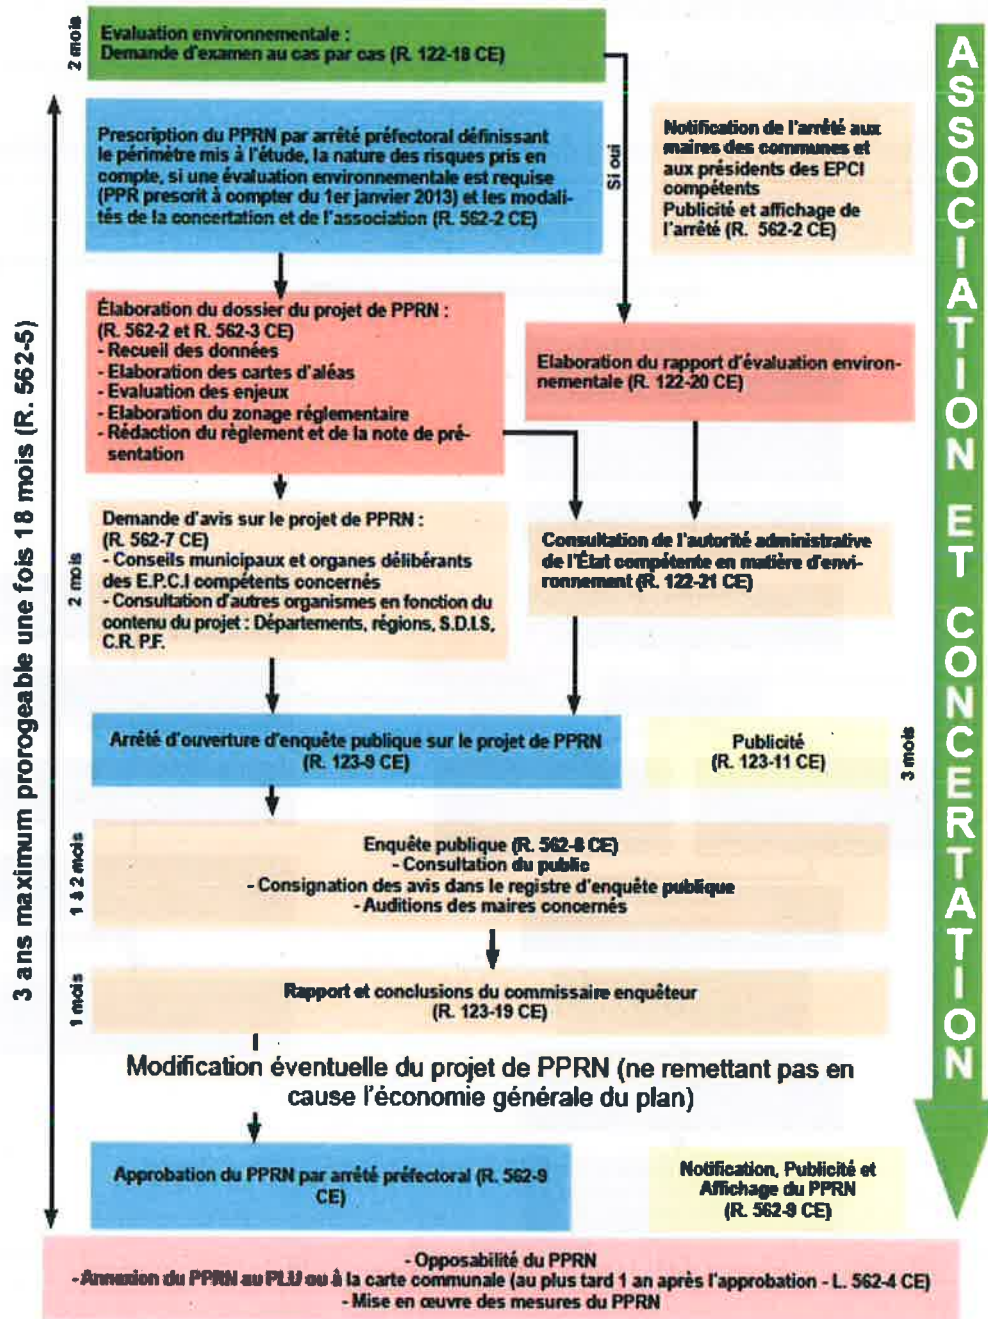 2 mois
Evaluation environnementale :
Demande d'examen au cas par cas (R. 122-18 CE)
Prescription du PPRN par arrêté préfectoral définissant
le périmètre mis à l'étude, la nature des risques pris en
compte, si une évaluation environnementale est requise
(PPR prescrit à compter du 1er janvier 2013) et les modali-
tés de la concertation et de l'association (R. 562-2 CE)
Si oui
Notification de l'arrêté aux
maires des communes et
aux présidents des EPCI
compétents
Publicité et affichage de
l'arrêté (R. 562-2 CE)
3 ans maximum prorogeable une fois 18 mois (R. 562-5)
Élaboration du dossier du projet de PPRN :
(R. 562-2 et R. 562-3 CE)
- Recueil des données
- Elaboration des cartes d'aléas
- Evaluation des enjeux
- Elaboration du zonage réglementaire
- Rédaction du règlement et de la note de pré-
sentation
Elaboration du rapport d'évaluation environ-
nementale (R. 122-20 CE)
2 mois
Demande d'avis sur le projet de PPRN :
(R. 562-7 CE)
- Conseils municipaux et organes délibérants
des E.P.C.I compétents concernés
- Consultation d'autres organismes en fonction du
contenu du projet : Départements, régions, S.D.I.S,
C.R.P.F.
Consultation de l'autorité administrative
de l'État compétente en matière d'envi-
ronnement (R. 122-21 CE)
Arrêté d'ouverture d'enquête publique sur le projet de PPRN
(R. 123-9 CE)
Publicité
(R. 123-11 CE)
3 mois
1 à 2 mois
Enquête publique (R. 562-8 CE)
- Consultation du public
- Consignation des avis dans le registre d'enquête publique
- Auditions des maires concernés
1 mois
Rapport et conclusions du commissaire enquêteur
(R. 123-19 CE)
Modification éventuelle du projet de PPRN (ne remettant pas en
cause l'économie générale du plan)
Approbation du PPRN par arrêté préfectoral (R. 562-9
CE)
Notification, Publicité et
Affichage du PPRN
(R. 562-9 CE)
- Opposabilité du PPRN
- Annexion du PPRN au PLU ou à la carte communale (au plus tard 1 an après l'approbation - L. 562-4 CE)
- Mise en œuvre des mesures du PPRN
ASSOCIATION ET CONCERTATION